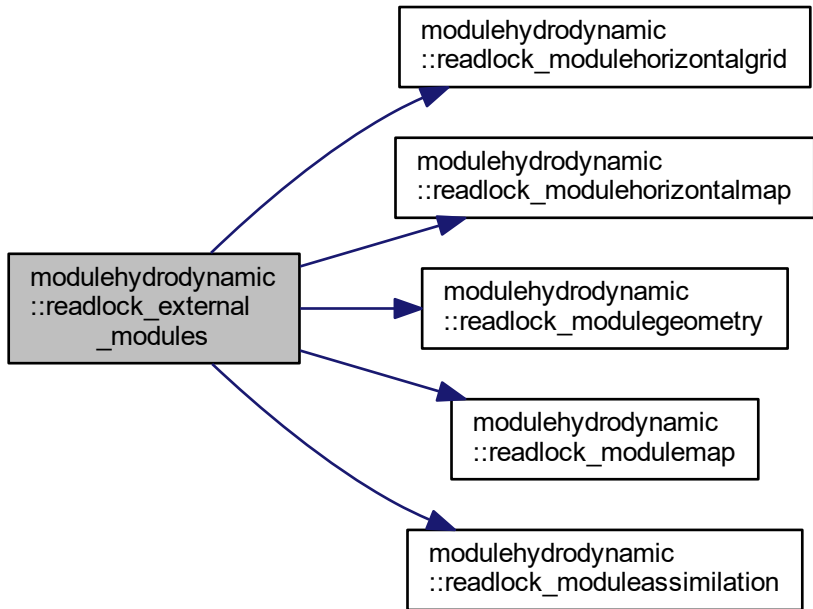 modulehydrodynamic
::readlock_modulehorizontalgrid
modulehydrodynamic
::readlock_modulehorizontalmap
modulehydrodynamic
::readlock_external
_modules
modulehydrodynamic
::readlock_modulegeometry
modulehydrodynamic
::readlock_modulemap
modulehydrodynamic
::readlock_moduleassimilation